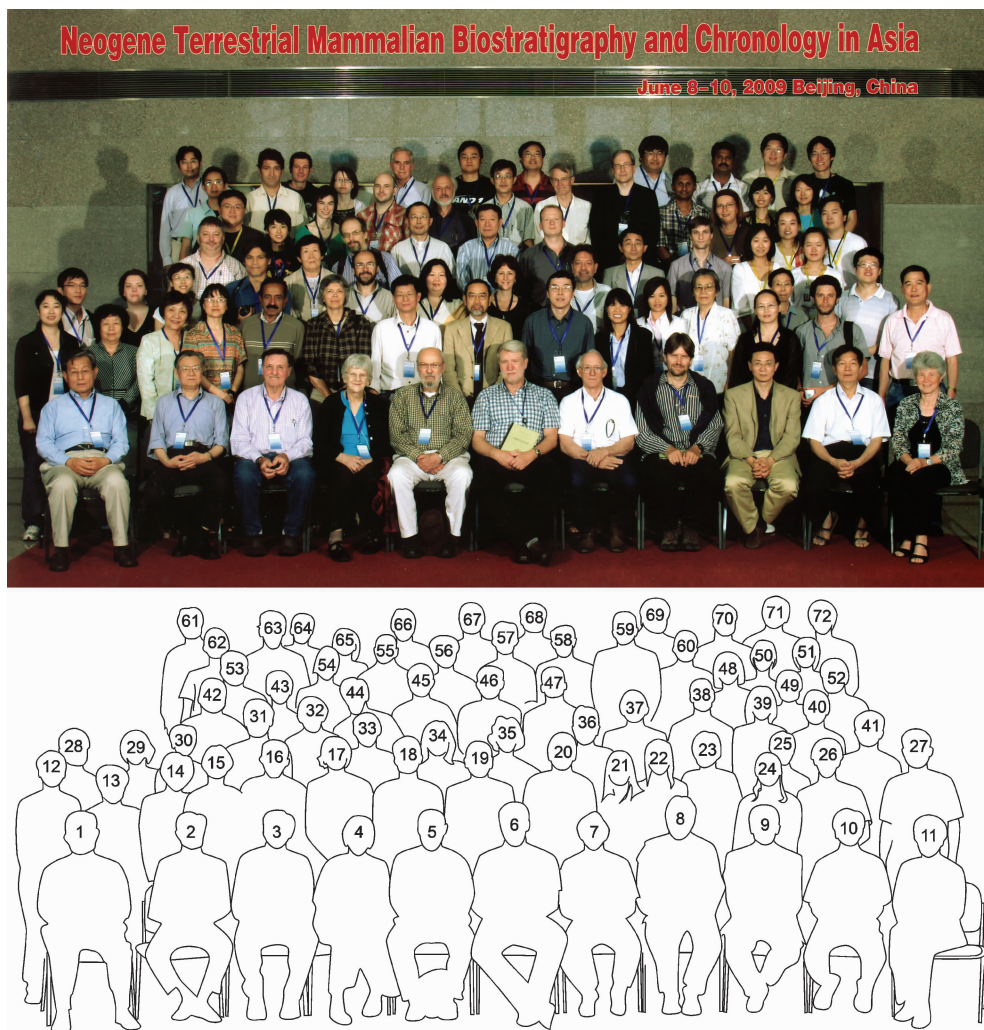 Neogene Terrestrial Mammalian Biostratigraphy and Chronology in Asia
June 8–10, 2009 Beijing, China
61 62 63 64 65 66 67 68 69 70 71 72
53 54 55 56 57 58 59 60 48 50 51
42 43 44 45 46 47 38 49 52
31 32 33 34 35 36 37 39 40 41
28 29 30 25 26 27
12 13 14 15 16 17 18 19 20 21 22 23 24
1 2 3 4 5 6 7 8 9 10 11